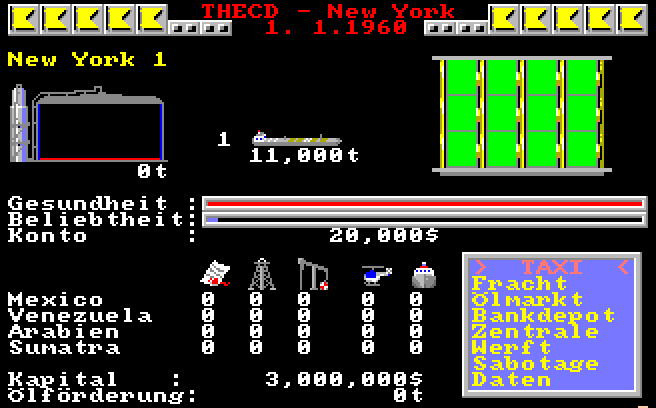 THECD - New York
1. 1.1960
New York 1
1
11,000t
0t
Gesundheit :
Beliebtheit:
Konto : 20,000$
> TAXI <
Fracht
Ölmarkt
Bankdepot
Zentrale
Werft
Sabotage
Daten
Mexico 0 0 0 0 0
Venezuela 0 0 0 0 0
Arabien 0 0 0 0 0
Sumatra 0 0 0 0 0
Kapital : 3,000,000$
Ölförderung: 0t